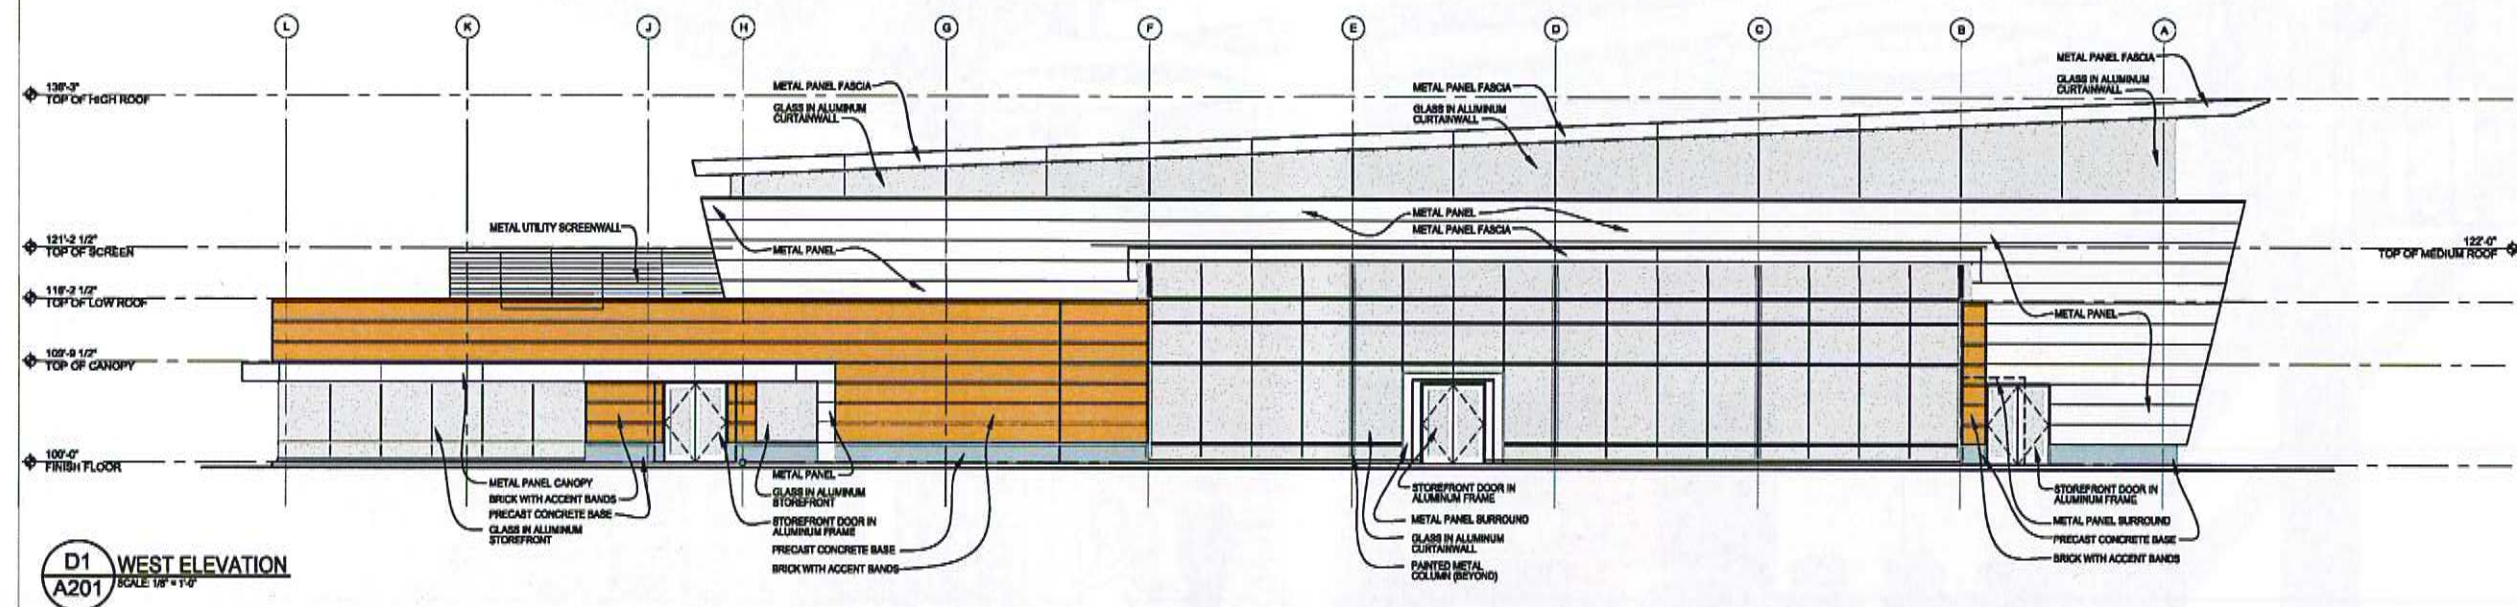 L K J H G F E D C B A
136'-3"
TOP OF HIGH ROOF
METAL PANEL FASCIA
GLASS IN ALUMINUM
CURTAINWALL
METAL PANEL FASCIA
GLASS IN ALUMINUM
CURTAINWALL
METAL PANEL FASCIA
GLASS IN ALUMINUM
CURTAINWALL
METAL UTILITY SCREENWALL
121'-2 1/2"
TOP OF SCREEN
METAL PANEL
METAL PANEL
METAL PANEL FASCIA
122'-0"
TOP OF MEDIUM ROOF
116'-2 1/2"
TOP OF LOW ROOF
METAL PANEL
109'-9 1/2"
TOP OF CANOPY
100'-0"
FINISH FLOOR
METAL PANEL CANOPY
BRICK WITH ACCENT BANDS
PRECAST CONCRETE BASE
GLASS IN ALUMINUM
STOREFRONT
METAL PANEL
GLASS IN ALUMINUM
STOREFRONT
STOREFRONT DOOR IN
ALUMINUM FRAME
PRECAST CONCRETE BASE
BRICK WITH ACCENT BANDS
STOREFRONT DOOR IN
ALUMINUM FRAME
METAL PANEL SURROUND
GLASS IN ALUMINUM
CURTAINWALL
PAINTED METAL
COLUMN (BEYOND)
STOREFRONT DOOR IN
ALUMINUM FRAME
METAL PANEL SURROUND
PRECAST CONCRETE BASE
BRICK WITH ACCENT BANDS
D1
A201
WEST ELEVATION
SCALE: 1/8" = 1'-0"